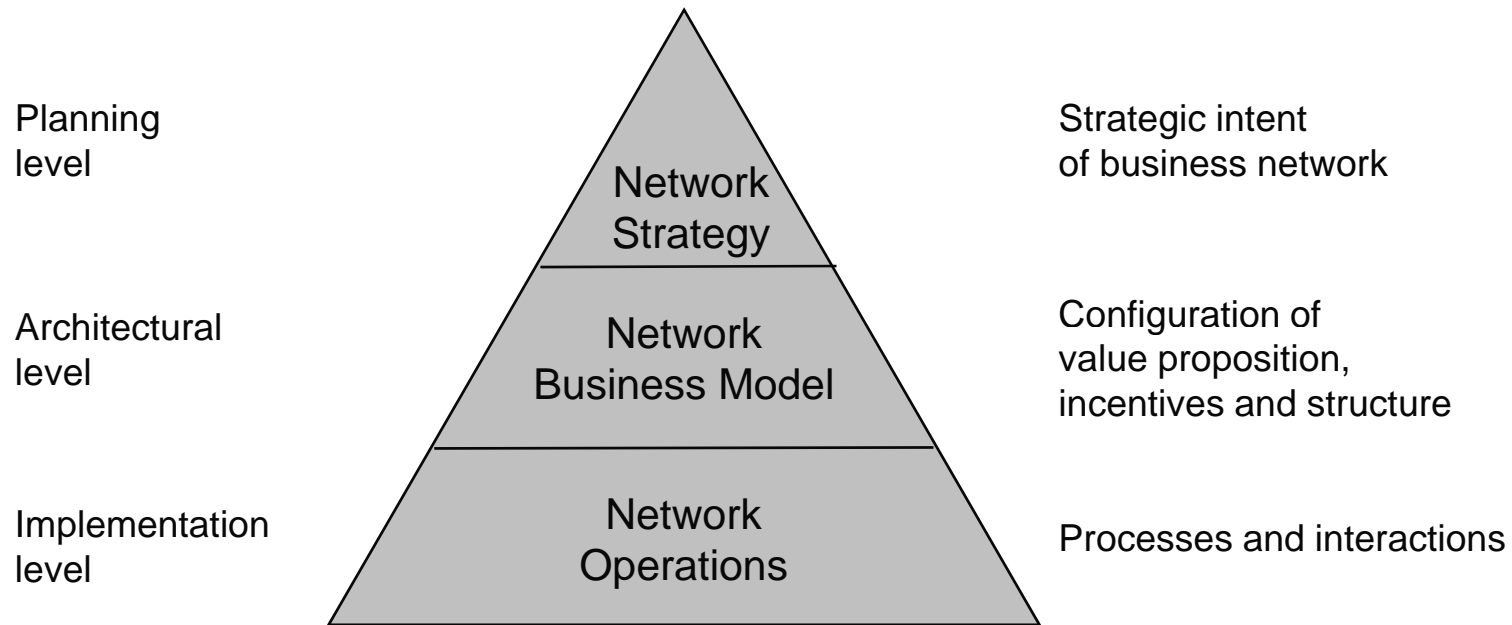 Planning
level
Network
Strategy
Strategic intent
of business network
Architectural
level
Network
Business Model
Configuration of
value proposition,
incentives and structure
Implementation
level
Network
Operations
Processes and interactions